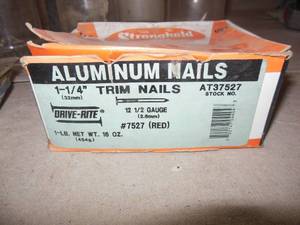 Stronghold
ALUMINUM NAILS
1-1/4" TRIM NAILS AT37527
(32mm) STOCK NO.
DRIVE-RITE 12 1/2 GAUGE
(2.5mm)
#7527 (RED)
1-LB. NET WT. 16 OZ.
(454g)